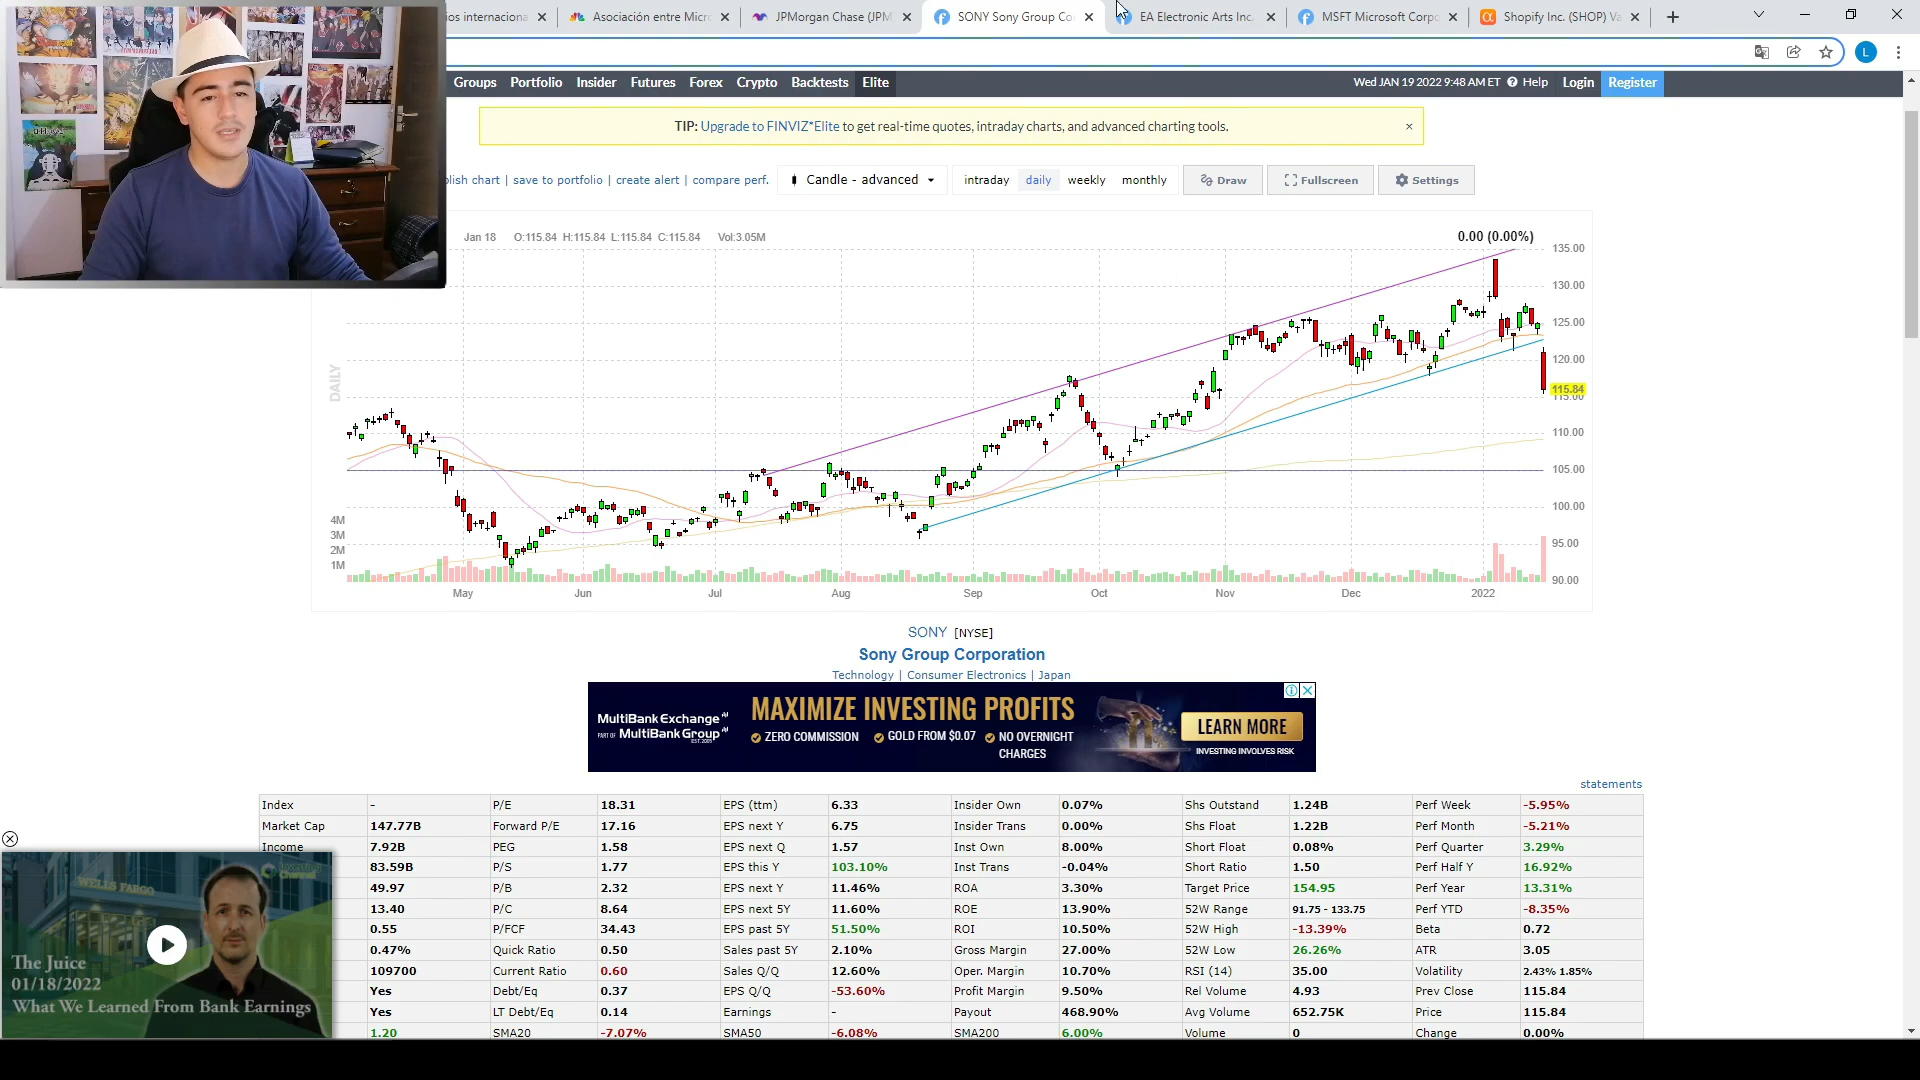 ios internaciona
Asociación entre Micr
JPMorgan Chase (JPM
SONY Sony Group Co
EA Electronic Arts Inc.
MSFT Microsoft Corpo
Shopify Inc. (SHOP) Va
L
Groups Portfolio Insider Futures Forex Crypto Backtests Elite
Wed JAN 19 2022 9:48 AM ET Help Login Register
TIP: Upgrade to FINVIZ*Elite to get real-time quotes, intraday charts, and advanced charting tools. ×
blish chart | save to portfolio | create alert | compare perf.
Candle - advanced intraday daily weekly monthly Draw Fullscreen Settings
Jan 18 O:115.84 H:115.84 L:115.84 C:115.84 Vol:3.05M 0.00 (0.00%)
135.00
130.00
125.00
120.00
115.84
115.00
110.00
105.00
100.00
95.00
90.00
DAILY
4M
3M
2M
1M
May Jun Jul Aug Sep Oct Nov Dec 2022
SONY [NYSE]
Sony Group Corporation
Technology | Consumer Electronics | Japan
MultiBank Exchange
PART OF MultiBank Group
EST. 2005
MAXIMIZE INVESTING PROFITS
ZERO COMMISSION GOLD FROM $0.07 NO OVERNIGHT CHARGES
LEARN MORE
INVESTING INVOLVES RISK
statements
Index - P/E 18.31 EPS (ttm) 6.33 Insider Own 0.07% Shs Outstand 1.24B Perf Week -5.95%
Market Cap 147.77B Forward P/E 17.16 EPS next Y 6.75 Insider Trans 0.00% Shs Float 1.22B Perf Month -5.21%
Income 7.92B PEG 1.58 EPS next Q 1.57 Inst Own 8.00% Short Float 0.08% Perf Quarter 3.29%
83.59B P/S 1.77 EPS this Y 103.10% Inst Trans -0.04% Short Ratio 1.50 Perf Half Y 16.92%
49.97 P/B 2.32 EPS next Y 11.46% ROA 3.30% Target Price 154.95 Perf Year 13.31%
13.40 P/C 8.64 EPS next 5Y 11.60% ROE 13.90% 52W Range 91.75 - 133.75 Perf YTD -8.35%
0.55 P/FCF 34.43 EPS past 5Y 51.50% ROI 10.50% 52W High -13.39% Beta 0.72
0.47% Quick Ratio 0.50 Sales past 5Y 2.10% Gross Margin 27.00% 52W Low 26.26% ATR 3.05
109700 Current Ratio 0.60 Sales Q/Q 12.60% Oper. Margin 10.70% RSI (14) 35.00 Volatility 2.43% 1.85%
Yes Debt/Eq 0.37 EPS Q/Q -53.60% Profit Margin 9.50% Rel Volume 4.93 Prev Close 115.84
Yes LT Debt/Eq 0.14 Earnings - Payout 468.90% Avg Volume 652.75K Price 115.84
1.20 SMA20 -7.07% SMA50 -6.08% SMA200 6.00% Volume 0 Change 0.00%
WELLS FARGO
The Juice
01/18/2022
What We Learned From Bank Earnings